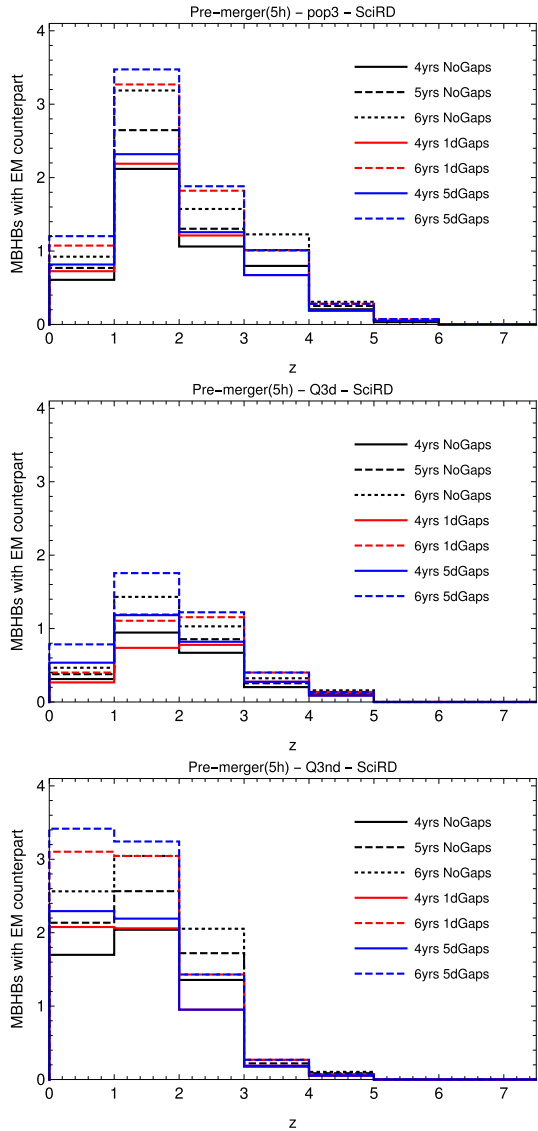 Pre-merger(5h) - pop3 - SciRD
MBHBs with EM counterpart
4
3
2
1
0
4yrs NoGaps
5yrs NoGaps
6yrs NoGaps
4yrs 1dGaps
6yrs 1dGaps
4yrs 5dGaps
6yrs 5dGaps
0 1 2 3 4 5 6 7
z
Pre-merger(5h) - Q3d - SciRD
MBHBs with EM counterpart
4
3
2
1
0
4yrs NoGaps
5yrs NoGaps
6yrs NoGaps
4yrs 1dGaps
6yrs 1dGaps
4yrs 5dGaps
6yrs 5dGaps
0 1 2 3 4 5 6 7
z
Pre-merger(5h) - Q3nd - SciRD
MBHBs with EM counterpart
4
3
2
1
0
4yrs NoGaps
5yrs NoGaps
6yrs NoGaps
4yrs 1dGaps
6yrs 1dGaps
4yrs 5dGaps
6yrs 5dGaps
0 1 2 3 4 5 6 7
z